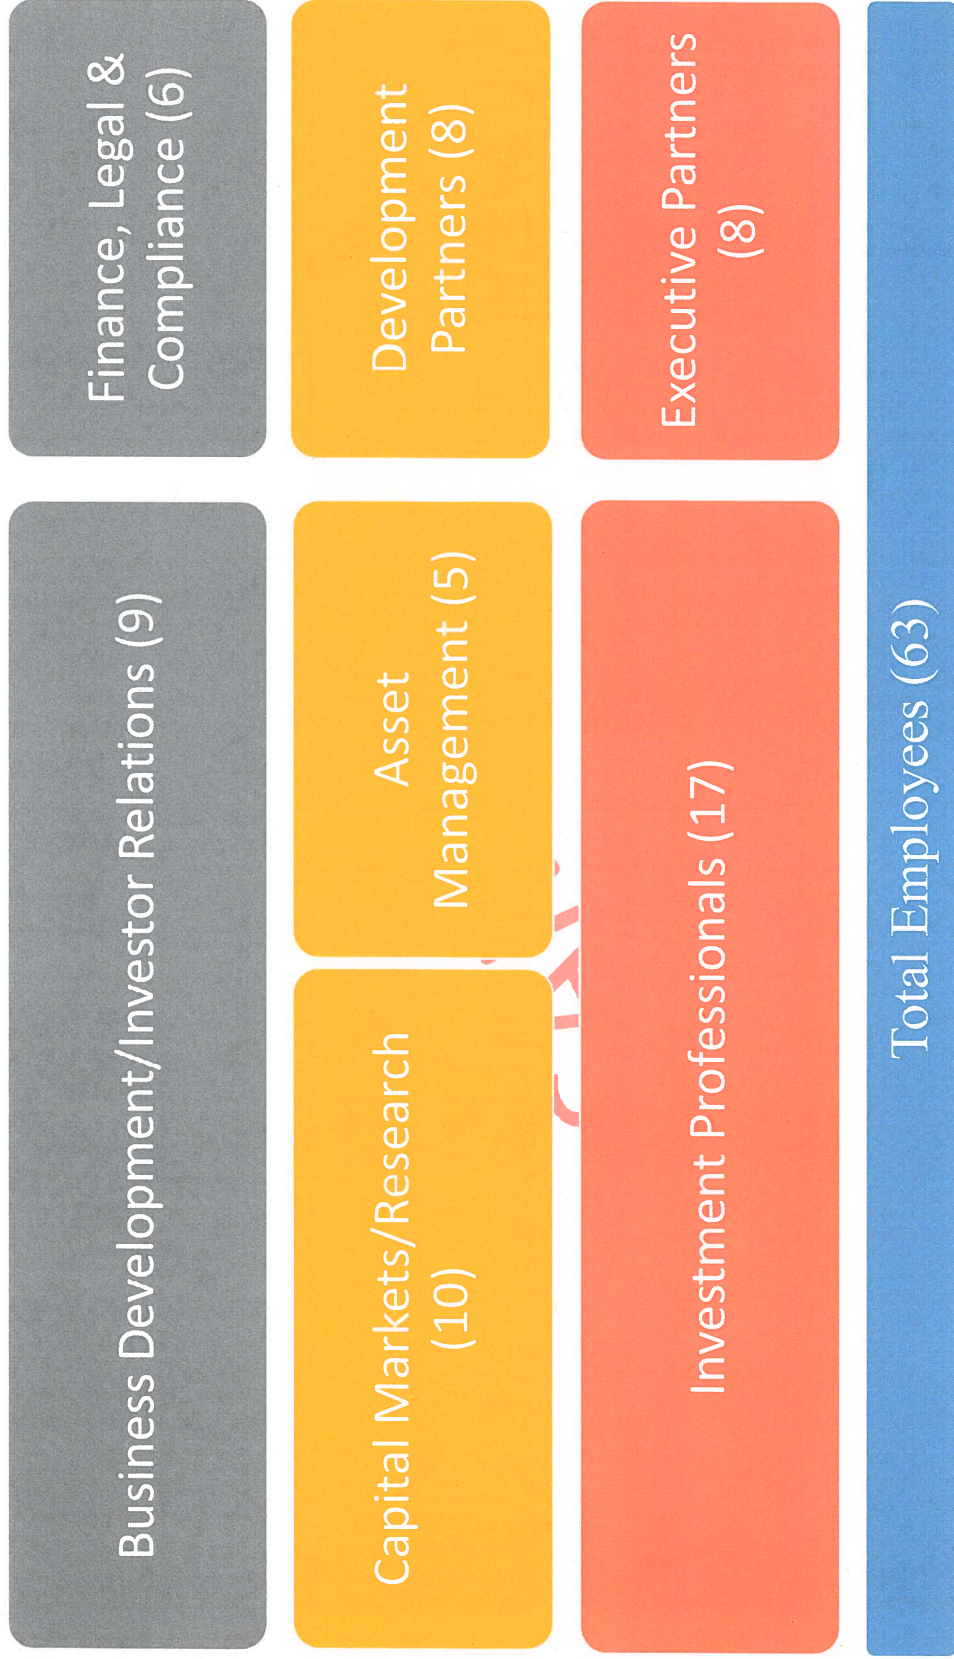 Business Development/Investor Relations (9)
Finance, Legal &
Compliance (6)
Capital Markets/Research
(10)
Asset
Management (5)
Development
Partners (8)
Investment Professionals (17)
Executive Partners
(8)
Total Employees (63)